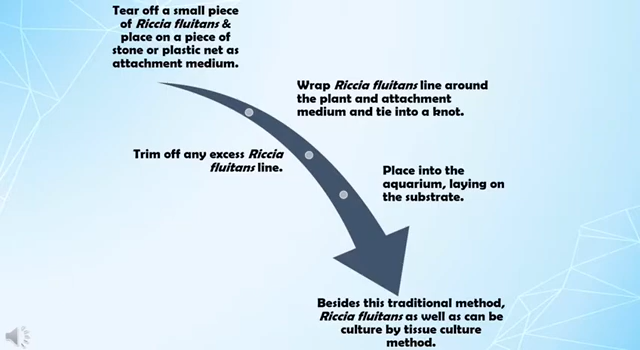 Tear off a small piece
of Riccia fluitans &
place on a piece of
stone or plastic net as
attachment medium.
Wrap Riccia fluitans line around
the plant and attachment
medium and tie into a knot.
Trim off any excess Riccia
fluitans line.
Place into the
aquarium, laying on
the substrate.
Besides this traditional method,
Riccia fluitans as well as can be
culture by tissue culture
method.